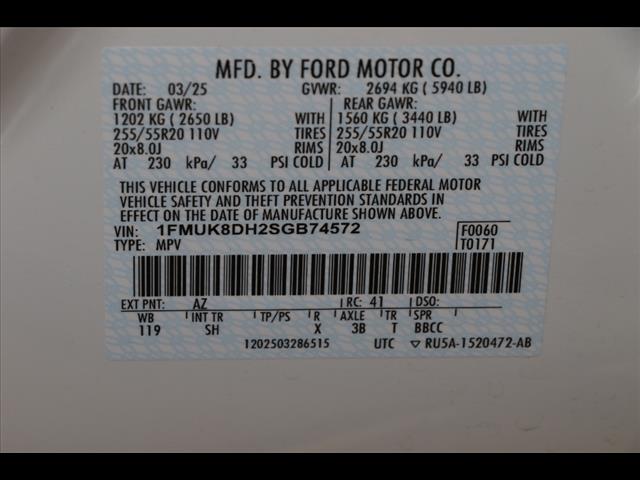 MFD. BY FORD MOTOR CO.
DATE: 03/25 GVWR: 2694 KG ( 5940 LB)
FRONT GAWR: REAR GAWR:
1202 KG ( 2650 LB) 1560 KG ( 3440 LB)
255/55R20 110V TIRES 255/55R20 110V TIRES
20x8.0J RIMS 20x8.0J RIMS
AT 230 kPa/ 33 PSI COLD AT 230 kPa/ 33 PSI COLD
THIS VEHICLE CONFORMS TO ALL APPLICABLE FEDERAL MOTOR
VEHICLE SAFETY AND THEFT PREVENTION STANDARDS IN
EFFECT ON THE DATE OF MANUFACTURE SHOWN ABOVE.
VIN: 1FMUK8DH2SGB74572 F0060
TYPE: MPV T0171
EXT PNT: AZ RC: 41 DSO:
WB INT TR TP/PS R AXLE TR SPR
119 SH X 3B T BBCC
1202503286515 UTC ▽ RU5A-1520472-AB